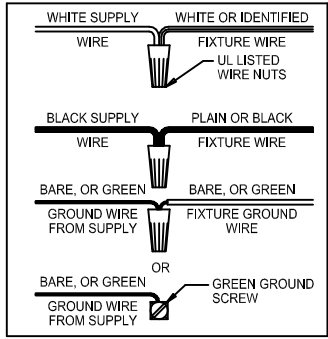 WHITE SUPPLY WHITE OR IDENTIFIED
WIRE FIXTURE WIRE
UL LISTED
WIRE NUTS
BLACK SUPPLY PLAIN OR BLACK
WIRE FIXTURE WIRE
BARE, OR GREEN BARE, OR GREEN
GROUND WIRE FIXTURE GROUND
FROM SUPPLY WIRE
OR
BARE, OR GREEN GREEN GROUND
GROUND WIRE SCREW
FROM SUPPLY